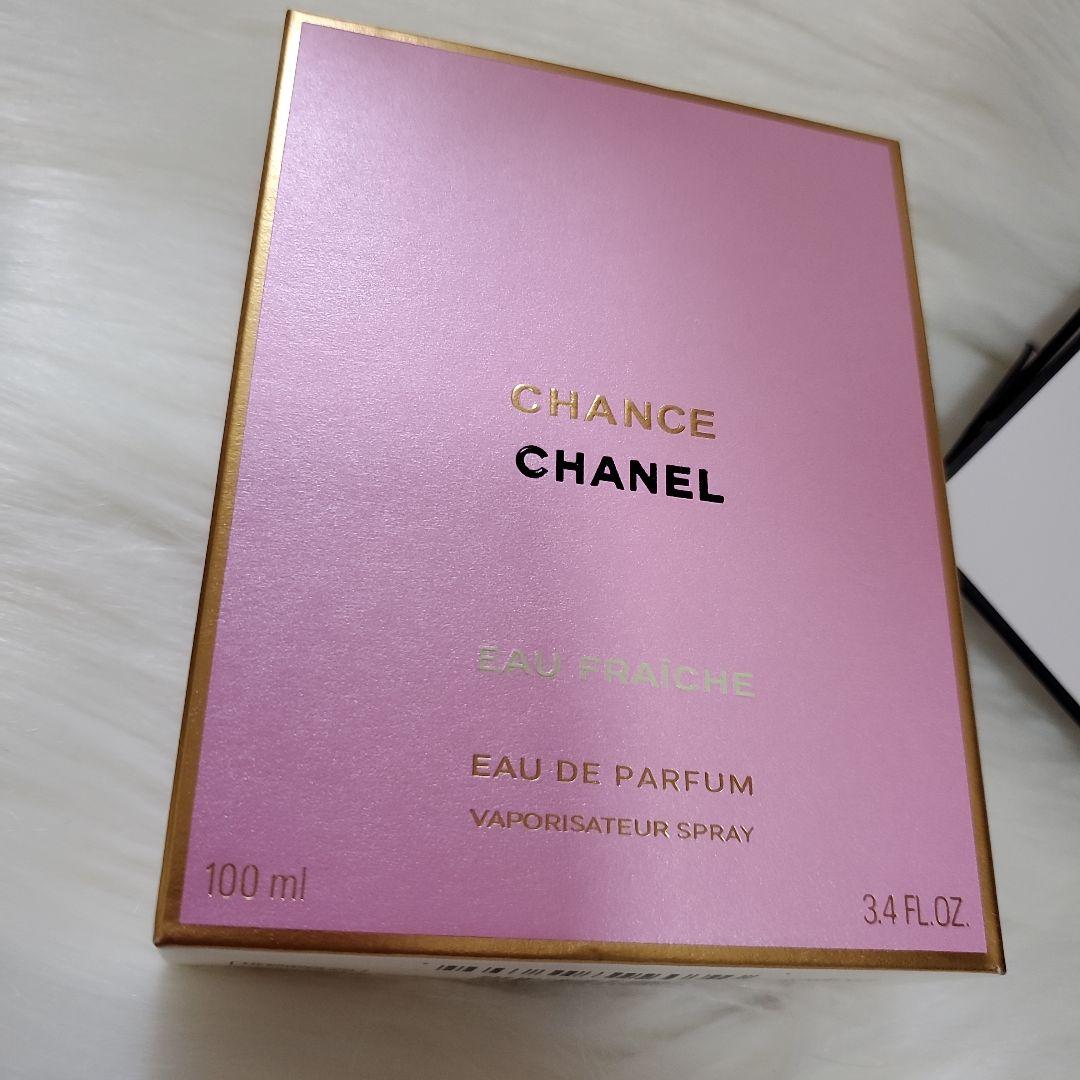 CHANCE
CHANEL
EAU FRAÎCHE
EAU DE PARFUM
VAPORISATEUR SPRAY
100 ml
3.4 FL.OZ.